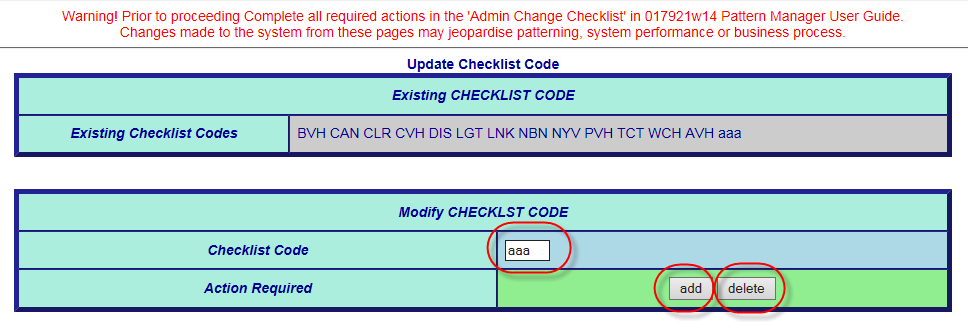 Warning! Prior to proceeding Complete all required actions in the 'Admin Change Checklist' in 017921w14 Pattern Manager User Guide.
Changes made to the system from these pages may jeopardise patterning, system performance or business process.
Update Checklist Code
Existing CHECKLIST CODE
Existing Checklist Codes BVH CAN CLR CVH DIS LGT LNK NBN NYV PVH TCT WCH AVH aaa
Modify CHECKLST CODE
Checklist Code aaa
Action Required add delete